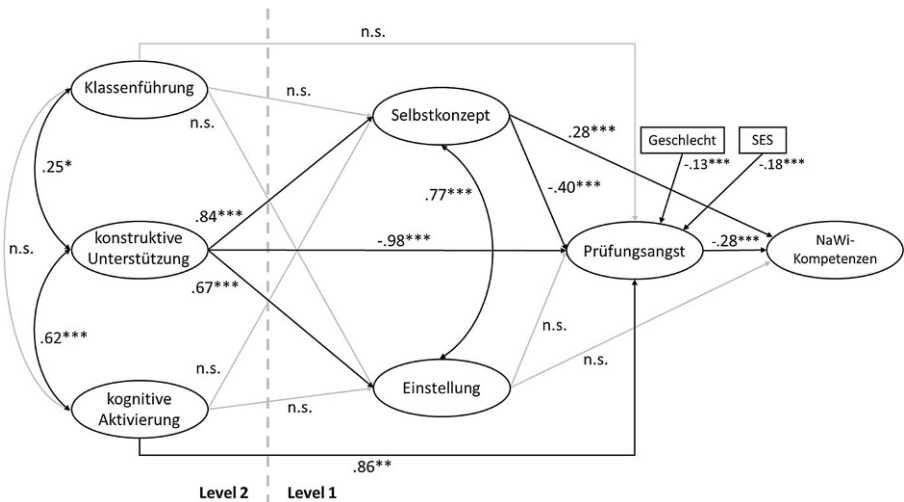 n.s.
Klassenführung
n.s.
n.s.
Selbstkonzept
.28***
Geschlecht
SES
-.13***
-.18***
.25*
.84***
.77***
-.40***
konstruktive
Unterstützung
-.98***
Prüfungsangst
-.28***
NaWi-
Kompetenzen
n.s.
.67***
.62***
n.s.
n.s.
n.s.
kognitive
Aktivierung
n.s.
Einstellung
.86**
Level 2
Level 1